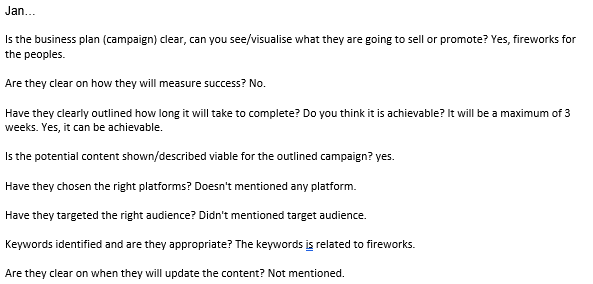 Jan...
Is the business plan (campaign) clear, can you see/visualise what they are going to sell or promote? Yes, fireworks for
the peoples.
Are they clear on how they will measure success? No.
Have they clearly outlined how long it will take to complete? Do you think it is achievable? It will be a maximum of 3
weeks. Yes, it can be achievable.
Is the potential content shown/described viable for the outlined campaign? yes.
Have they chosen the right platforms? Doesn't mentioned any platform.
Have they targeted the right audience? Didn't mentioned target audience.
Keywords identified and are they appropriate? The keywords is related to fireworks.
Are they clear on when they will update the content? Not mentioned.